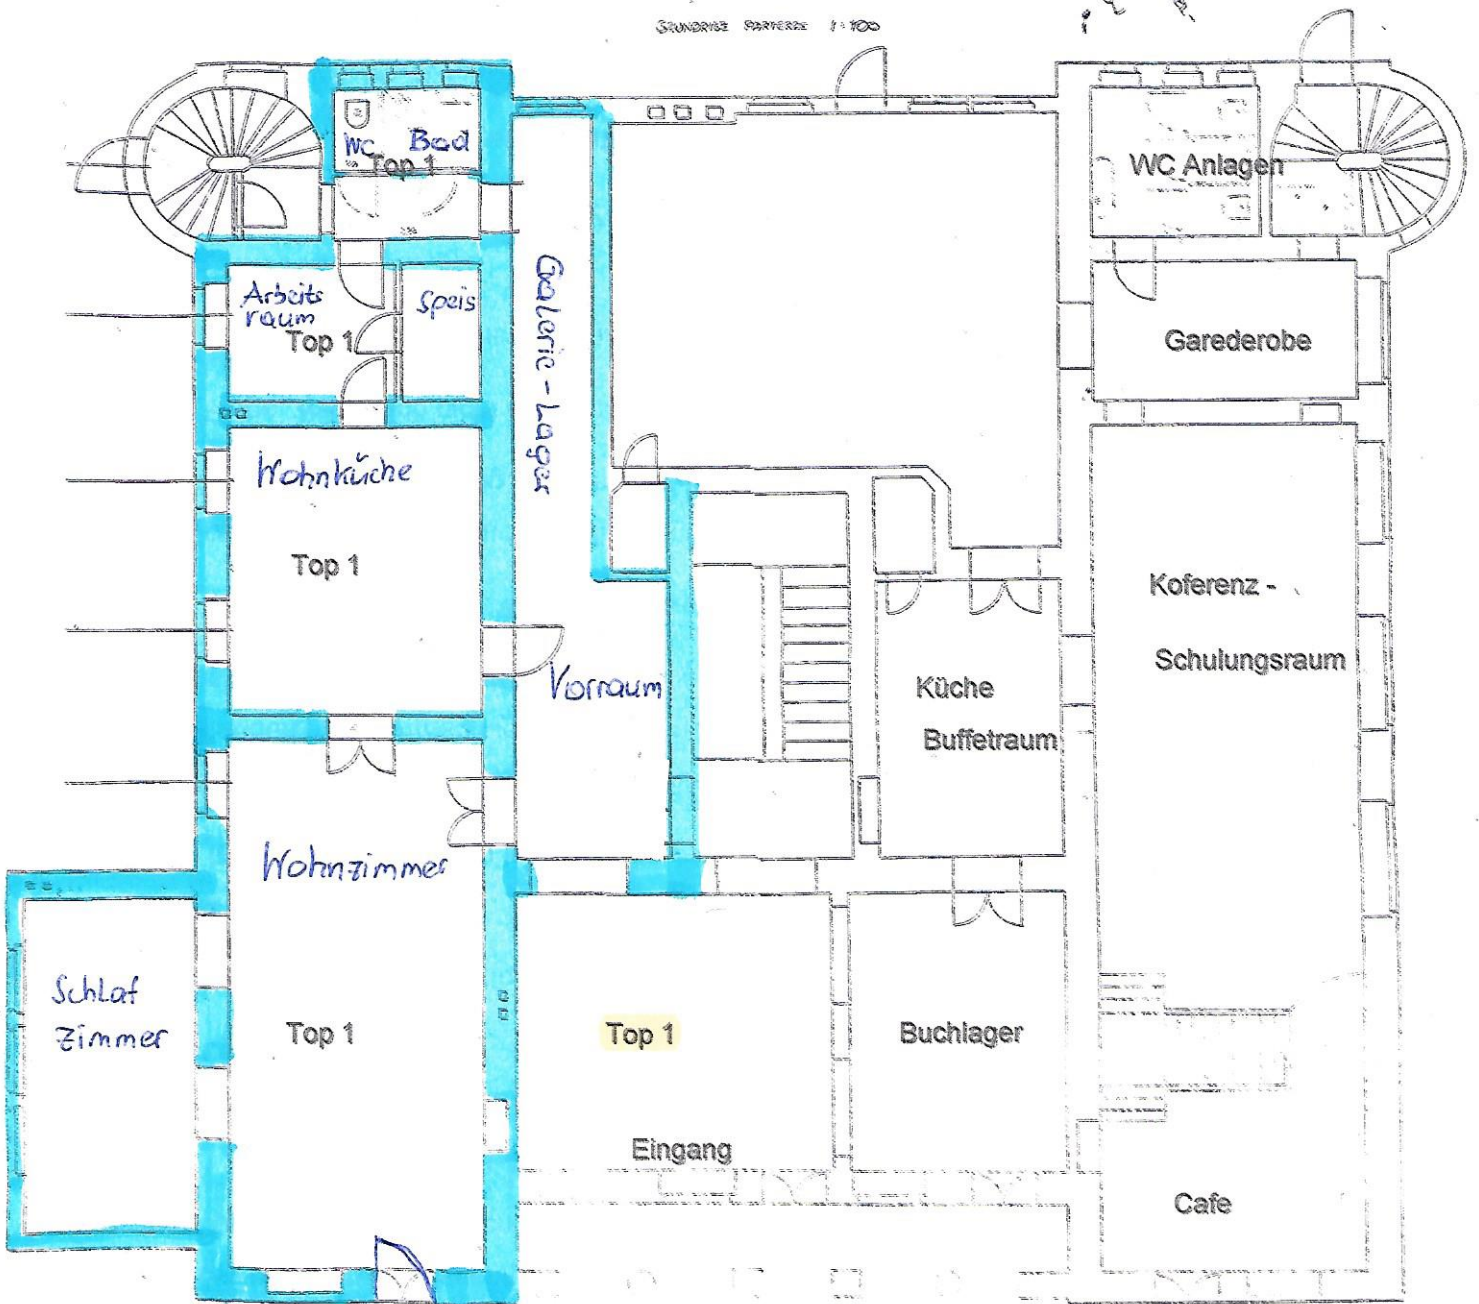 GRUNDRISS PARTERRE 1:100
WC Bad
Top 1
WC Anlagen
Arbeits
raum
Top 1
Speis
Galerie - Lager
Garederobe
Wohnküche
Top 1
Koferenz -
Schulungsraum
Vorraum
Küche
Buffetraum
Wohnzimmer
Schlaf
zimmer
Top 1
Top 1
Buchlager
Eingang
Cafe